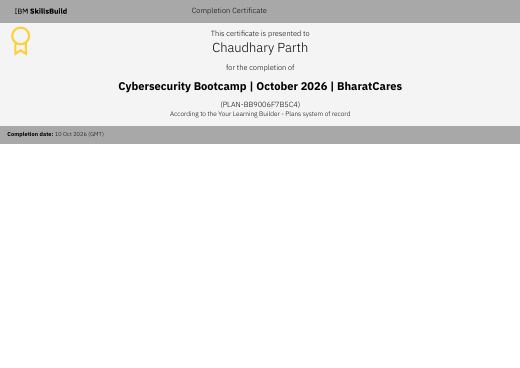 IBM SkillsBuild
Completion Certificate
This certificate is presented to
Chaudhary Parth
for the completion of
Cybersecurity Bootcamp | October 2026 | BharatCares
(PLAN-BB9006F7B5C4)
According to the Your Learning Builder - Plans system of record
Completion date: 10 Oct 2026 (GMT)